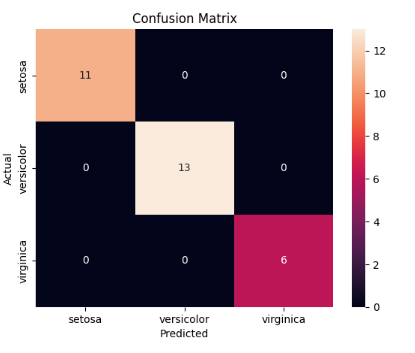 Confusion Matrix
setosa 11 0 0
versicolor 0 13 0
virginica 0 0 6
Actual
setosa versicolor virginica
Predicted
12
10
8
6
4
2
0